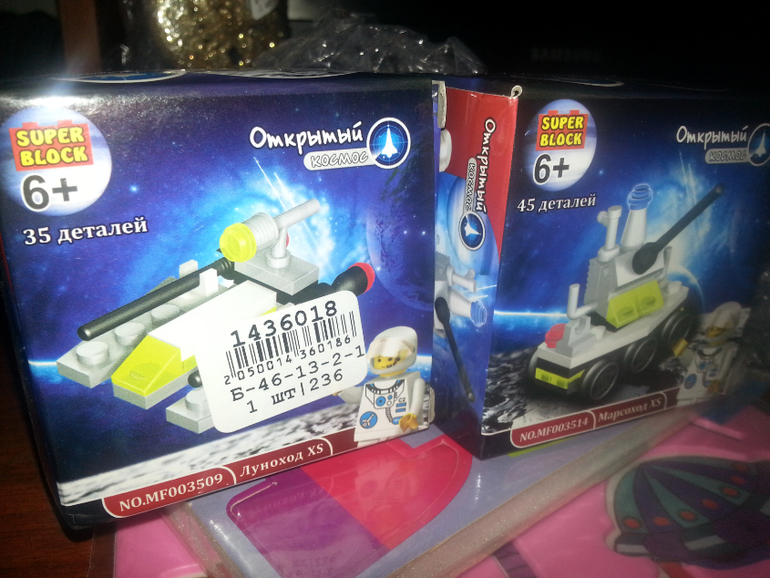 SUPER
BLOCK
6+
35 деталей
Открытый
космос
1436018
2050014360186
Б-46-13-2-1
1 шт|236
NO.MF003509
Луноход XS
Открытый
космос
SUPER
BLOCK
6+
45 деталей
Открытый
космос
NO.MF003514
Марсоход XS
SAMSUNG